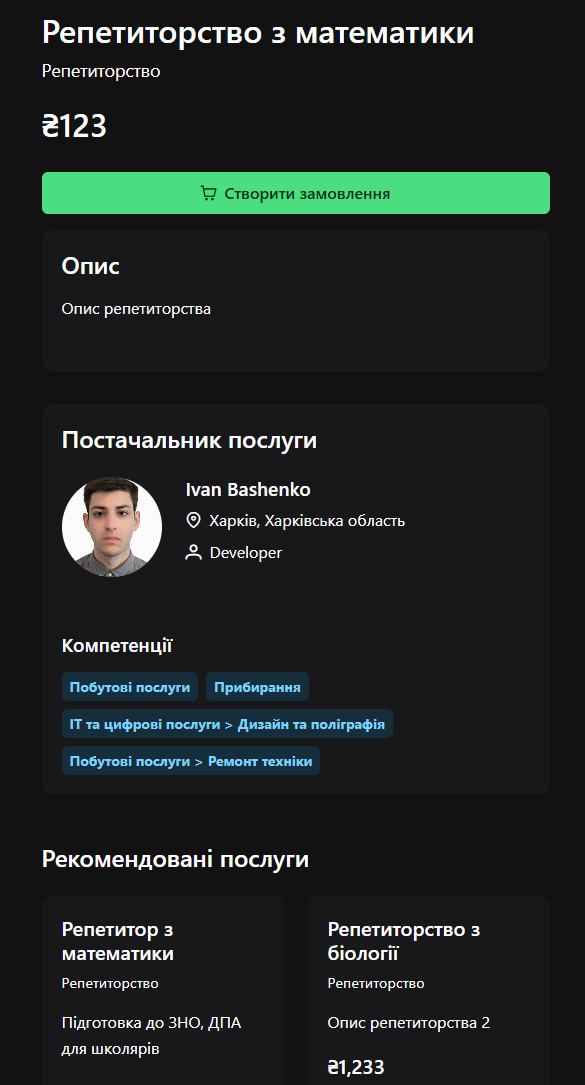 Репетиторство з математики
Репетиторство
₴123
Створити замовлення
Опис
Опис репетиторства
Постачальник послуги
Ivan Bashenko
Харків, Харківська область
Developer
Компетенції
Побутові послуги
Прибирання
ІТ та цифрові послуги > Дизайн та поліграфія
Побутові послуги > Ремонт техніки
Рекомендовані послуги
Репетитор з
математики
Репетиторство
Підготовка до ЗНО, ДПА
для школярів
Репетиторство з
біології
Репетиторство
Опис репетиторства 2
₴1,233